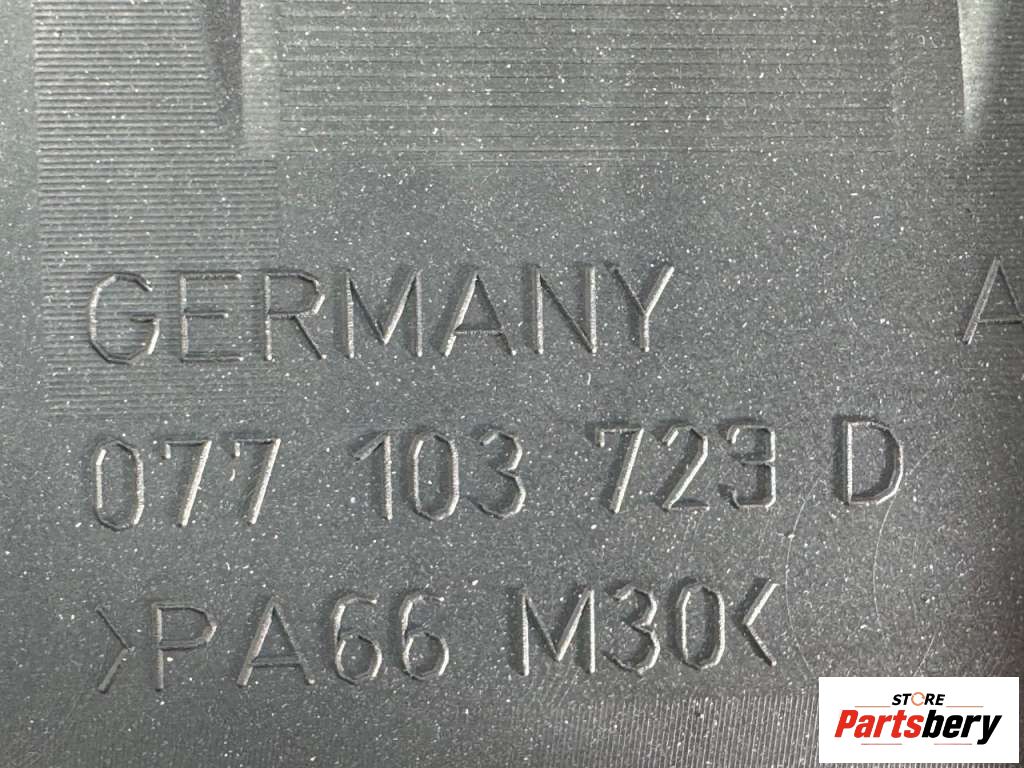 GERMANY A
077 103 723 D
>PA66 M30<
STORE
Partsbery